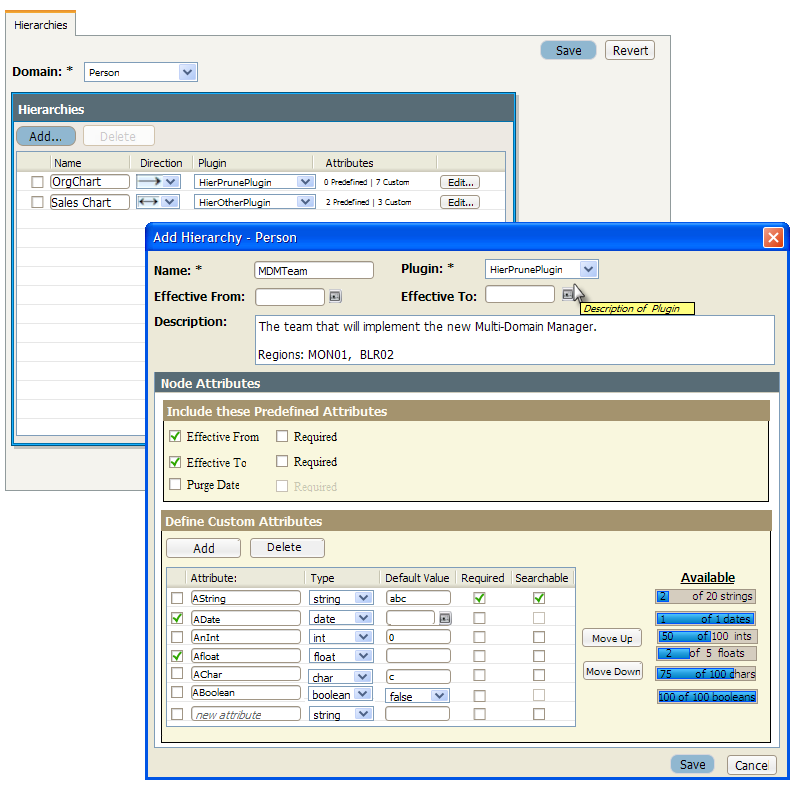 Hierarchies
Save Revert
Domain: * Person
Hierarchies
Add... Delete
Name Direction Plugin Attributes
OrgChart HierPrunePlugin 0 Predefined | 7 Custom Edit...
Sales Chart HierOtherPlugin 2 Predefined | 3 Custom Edit...
Add Hierarchy - Person
Name: * MDMTeam Plugin: * HierPrunePlugin
Effective From: Effective To:
Description of Plugin
Description:
The team that will implement the new Multi-Domain Manager.
Regions: MON01, BLR02
Node Attributes
Include these Predefined Attributes
Effective From Required
Effective To Required
Purge Date Required
Define Custom Attributes
Add Delete
Attribute: Type Default Value Required Searchable Available
AString string abc 2 of 20 strings
ADate date 1 of 1 dates
AnInt int 0 Move Up 50 of 100 ints
Afloat float 2 of 5 floats
AChar char c Move Down 75 of 100 chars
ABoolean boolean false 100 of 100 booleans
new attribute string
Save Cancel